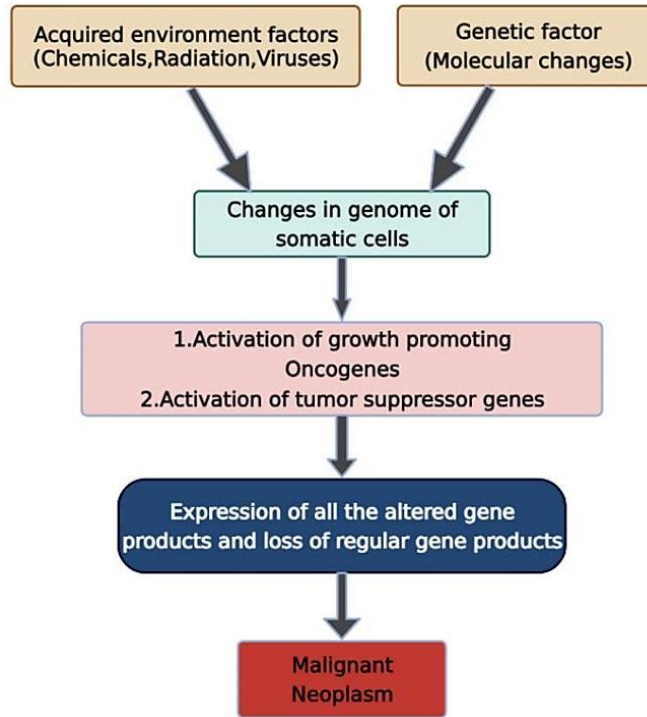 Acquired environment factors
(Chemicals,Radiation,Viruses)
Genetic factor
(Molecular changes)
Changes in genome of
somatic cells
1.Activation of growth promoting
Oncogenes
2.Activation of tumor suppressor genes
Expression of all the altered gene
products and loss of regular gene products
Malignant
Neoplasm